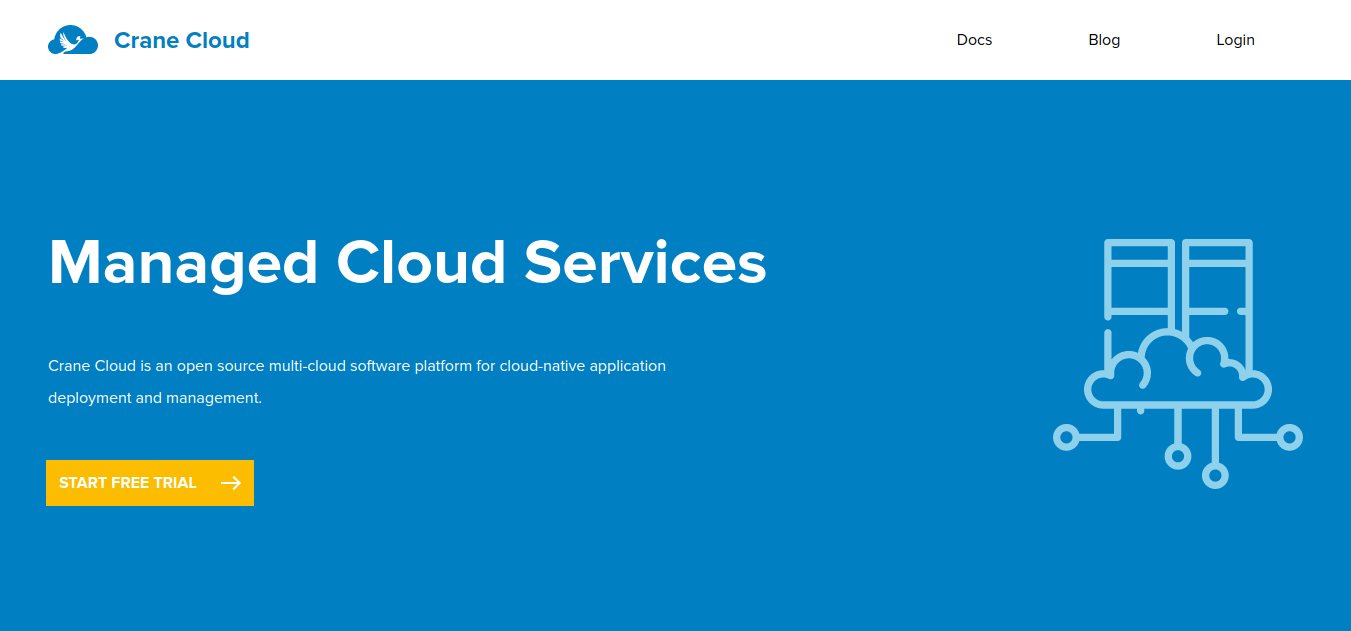 Crane Cloud
Docs
Blog
Login
Managed Cloud Services
Crane Cloud is an open source multi-cloud software platform for cloud-native application
deployment and management.
START FREE TRIAL